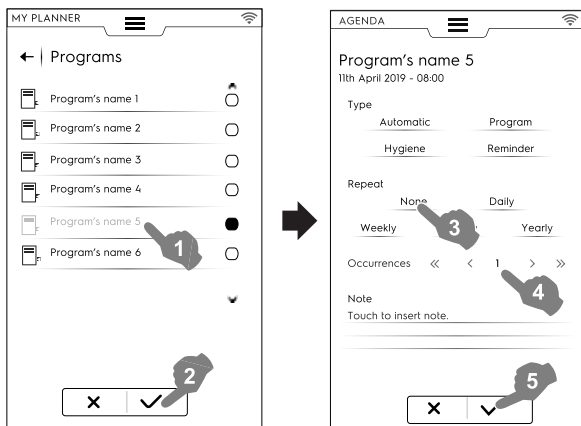 MY PLANNER
Programs
Program's name 1
Program's name 2
Program's name 3
Program's name 4
Program's name 5
Program's name 6
1
2
AGENDA
Program's name 5
11th April 2019 - 08:00
Type
Automatic Program
Hygiene Reminder
Repeat
None Daily
3
Weekly Yearly
Occurrences « < 1 > »
4
Note
Touch to insert note.
5